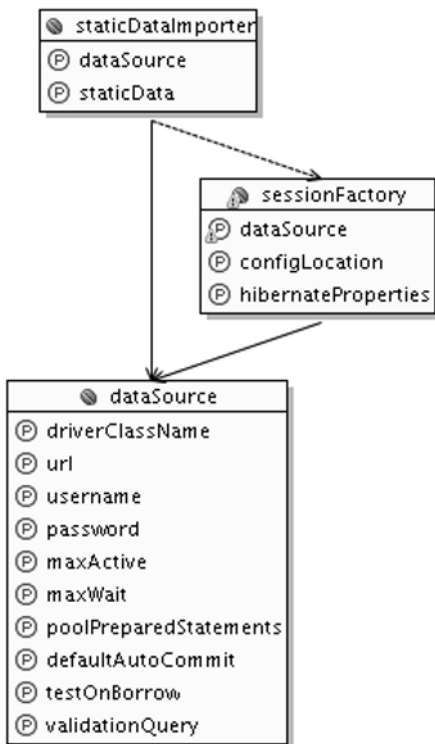 staticDataImporter
P dataSource
P staticData
sessionFactory
P dataSource
P configLocation
P hibernateProperties
dataSource
P driverClassName
P url
P username
P password
P maxActive
P maxWait
P poolPreparedStatements
P defaultAutoCommit
P testOnBorrow
P validationQuery